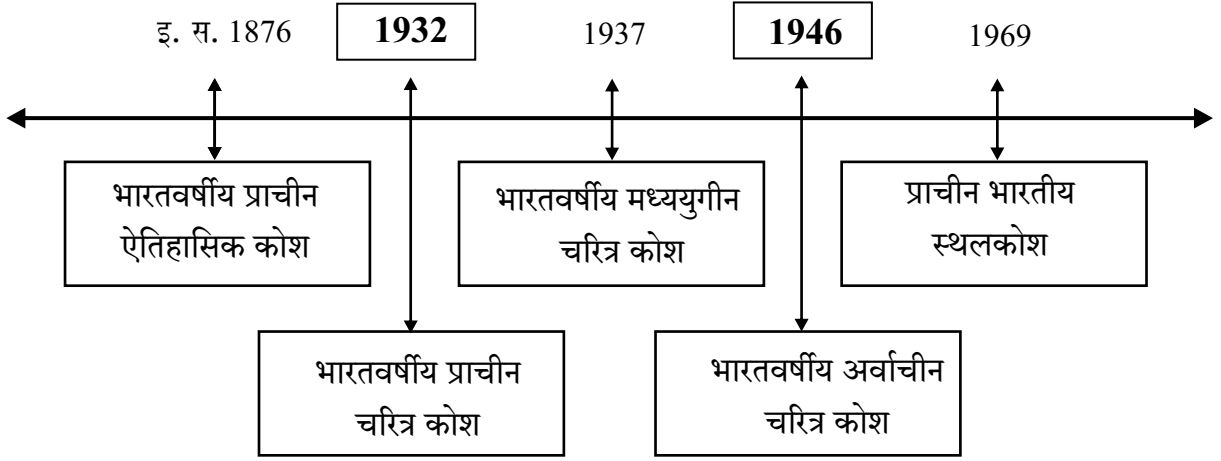 इ. स. 1876 1932 1937 1946 1969
भारतवर्षीय प्राचीन
ऐतिहासिक कोश
भारतवर्षीय मध्ययुगीन
चरित्र कोश
प्राचीन भारतीय
स्थलकोश
भारतवर्षीय प्राचीन
चरित्र कोश
भारतवर्षीय अर्वाचीन
चरित्र कोश